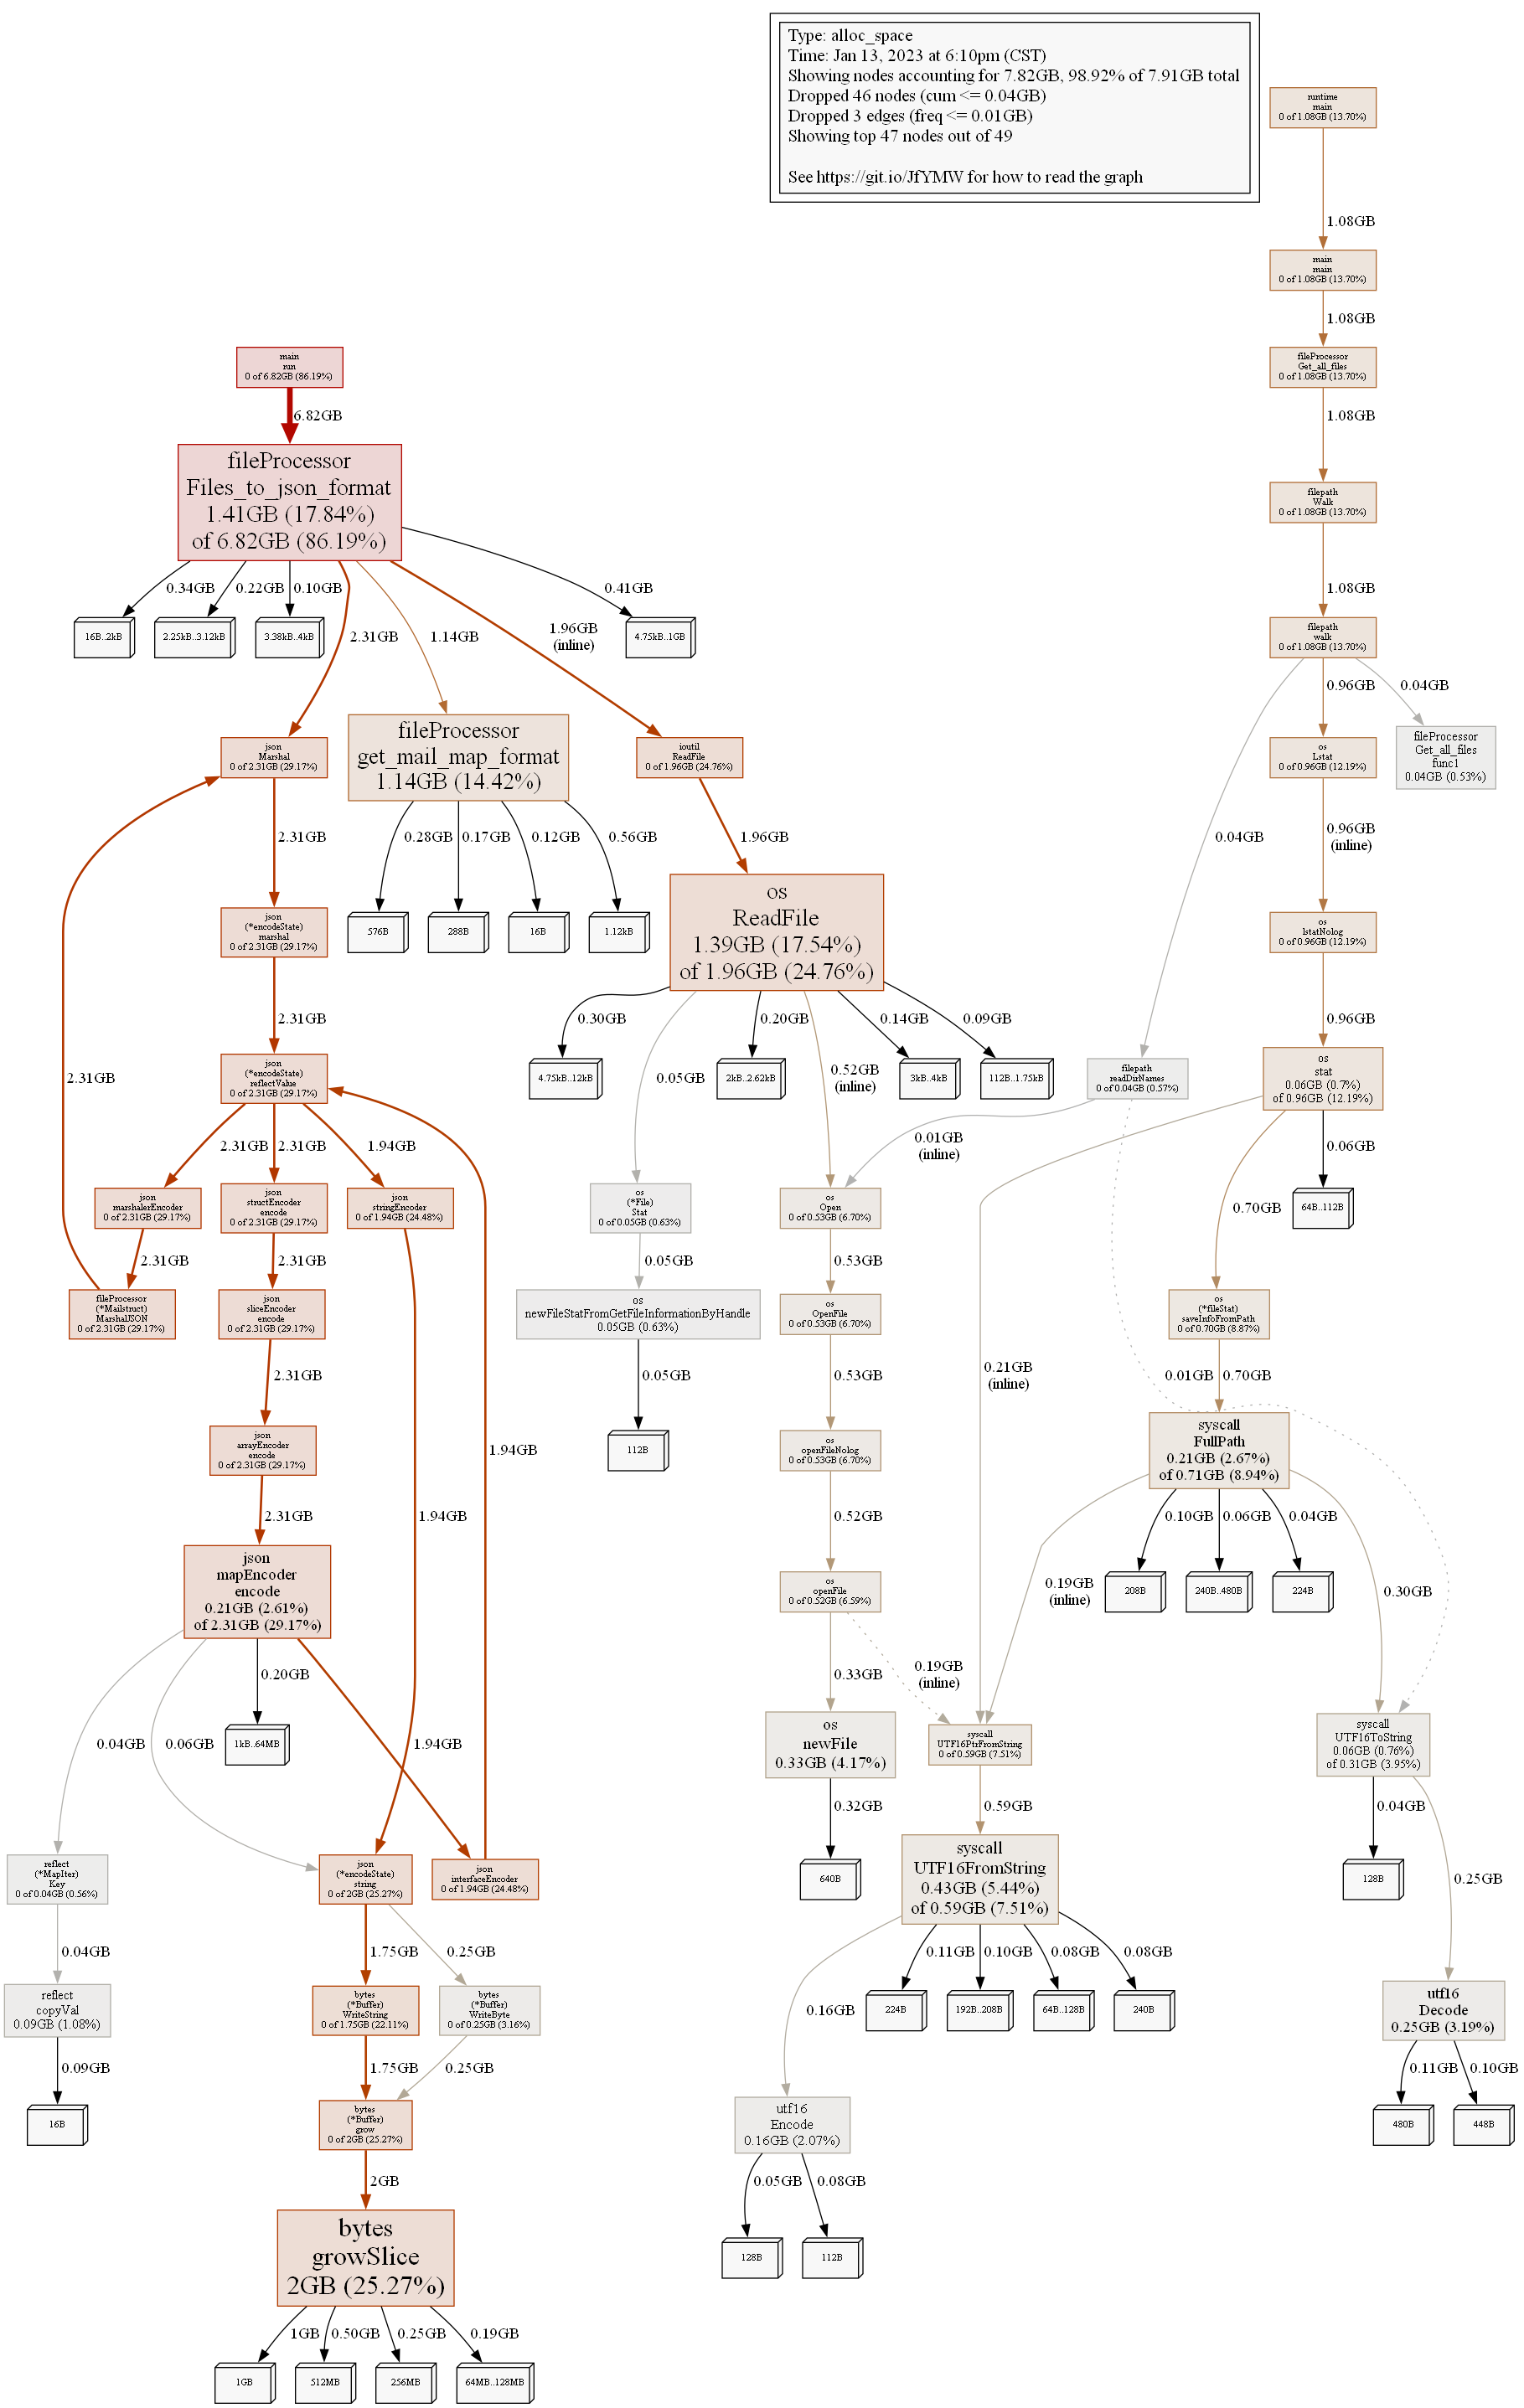 Type: alloc_space
Time: Jan 13, 2023 at 6:10pm (CST)
Showing nodes accounting for 7.82GB, 98.92% of 7.91GB total
Dropped 46 nodes (cum <= 0.04GB)
Dropped 3 edges (freq <= 0.01GB)
Showing top 47 nodes out of 49
See https://git.io/JfYMW for how to read the graph
runtime
main
0 of 1.08GB (13.70%)
1.08GB
main
main
0 of 1.08GB (13.70%)
1.08GB
fileProcessor
Get_all_files
0 of 1.08GB (13.70%)
1.08GB
filepath
Walk
0 of 1.08GB (13.70%)
1.08GB
filepath
walk
0 of 1.08GB (13.70%)
0.96GB
0.04GB
0.04GB
os
Lstat
0 of 0.96GB (12.19%)
fileProcessor
Get_all_files
func1
0.04GB (0.53%)
0.96GB
(inline)
os
lstatNolog
0 of 0.96GB (12.19%)
0.96GB
filepath
readDirNames
0 of 0.04GB (0.57%)
os
stat
0.06GB (0.7%)
of 0.96GB (12.19%)
0.01GB
(inline)
0.06GB
64B..112B
0.70GB
os
(*fileStat)
saveInfoFromPath
0 of 0.70GB (8.87%)
0.21GB
(inline)
0.01GB
0.70GB
syscall
FullPath
0.21GB (2.67%)
of 0.71GB (8.94%)
0.10GB
0.06GB
0.04GB
0.19GB
(inline)
208B
240B..480B
224B
0.30GB
main
run
0 of 6.82GB (86.19%)
6.82GB
fileProcessor
Files_to_json_format
1.41GB (17.84%)
of 6.82GB (86.19%)
0.34GB
0.22GB
0.10GB
0.41GB
16B..2kB
2.25kB..3.12kB
3.38kB..4kB
2.31GB
1.14GB
1.96GB
(inline)
4.75kB..1GB
json
Marshal
0 of 2.31GB (29.17%)
fileProcessor
get_mail_map_format
1.14GB (14.42%)
ioutil
ReadFile
0 of 1.96GB (24.76%)
2.31GB
0.28GB
0.17GB
0.12GB
0.56GB
1.96GB
576B
288B
16B
1.12kB
json
(*encodeState)
marshal
0 of 2.31GB (29.17%)
os
ReadFile
1.39GB (17.54%)
of 1.96GB (24.76%)
2.31GB
0.30GB
0.20GB
0.14GB
0.09GB
4.75kB..12kB
0.05GB
2kB..2.62kB
0.52GB
(inline)
3kB..4kB
112B..1.75kB
2.31GB
json
(*encodeState)
reflectValue
0 of 2.31GB (29.17%)
2.31GB
2.31GB
1.94GB
json
marshalerEncoder
0 of 2.31GB (29.17%)
json
structEncoder
encode
0 of 2.31GB (29.17%)
json
stringEncoder
0 of 1.94GB (24.48%)
os
(*File)
Stat
0 of 0.05GB (0.63%)
os
Open
0 of 0.53GB (6.70%)
2.31GB
2.31GB
0.05GB
0.53GB
fileProcessor
(*Mailstruct)
MarshalJSON
0 of 2.31GB (29.17%)
json
sliceEncoder
encode
0 of 2.31GB (29.17%)
os
newFileStatFromGetFileInformationByHandle
0.05GB (0.63%)
os
OpenFile
0 of 0.53GB (6.70%)
2.31GB
0.05GB
0.53GB
json
arrayEncoder
encode
0 of 2.31GB (29.17%)
1.94GB
112B
os
openFileNolog
0 of 0.53GB (6.70%)
2.31GB
1.94GB
0.52GB
json
mapEncoder
encode
0.21GB (2.61%)
of 2.31GB (29.17%)
os
openFile
0 of 0.52GB (6.59%)
0.20GB
0.19GB
(inline)
0.33GB
0.04GB
0.06GB
1kB..64MB
1.94GB
os
newFile
0.33GB (4.17%)
syscall
UTF16PtrFromString
0 of 0.59GB (7.51%)
syscall
UTF16ToString
0.06GB (0.76%)
of 0.31GB (3.95%)
0.32GB
0.59GB
0.04GB
0.25GB
reflect
(*MapIter)
Key
0 of 0.04GB (0.56%)
json
(*encodeState)
string
0 of 2GB (25.27%)
json
interfaceEncoder
0 of 1.94GB (24.48%)
640B
syscall
UTF16FromString
0.43GB (5.44%)
of 0.59GB (7.51%)
128B
0.04GB
1.75GB
0.25GB
0.11GB
0.10GB
0.08GB
0.08GB
reflect
copyVal
0.09GB (1.08%)
bytes
(*Buffer)
WriteString
0 of 1.75GB (22.11%)
bytes
(*Buffer)
WriteByte
0 of 0.25GB (3.16%)
0.16GB
224B
192B..208B
64B..128B
240B
utf16
Decode
0.25GB (3.19%)
0.09GB
1.75GB
0.25GB
0.11GB
0.10GB
16B
bytes
(*Buffer)
grow
0 of 2GB (25.27%)
utf16
Encode
0.16GB (2.07%)
480B
448B
2GB
0.05GB
0.08GB
bytes
growSlice
2GB (25.27%)
128B
112B
1GB
0.50GB
0.25GB
0.19GB
1GB
512MB
256MB
64MB..128MB